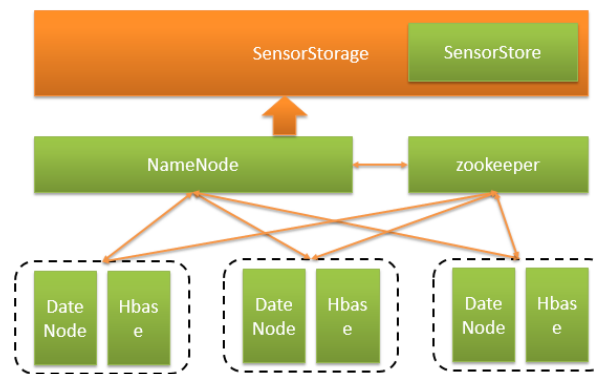 SensorStorage
SensorStore
NameNode
zookeeper
Date
Node
Hbas
e
Date
Node
Hbas
e
Date
Node
Hbas
e